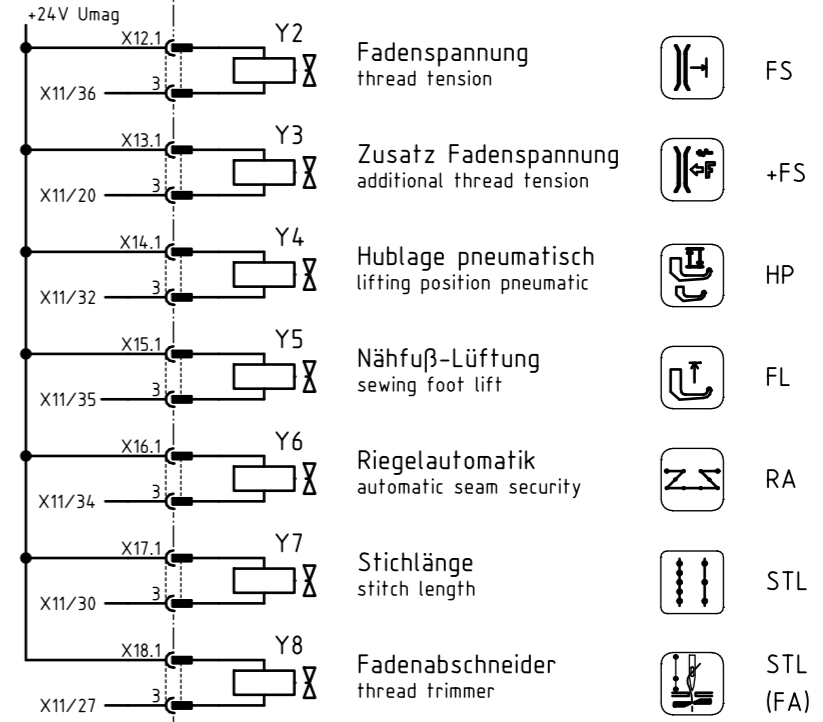 +24V Umag
X12.1
Y2
Fadenspannung
thread tension
FS
X11/36
3
X13.1
Y3
Zusatz Fadenspannung
additional thread tension
F
+FS
X11/20
3
X14.1
Y4
Hublage pneumatisch
lifting position pneumatic
HP
X11/32
3
X15.1
Y5
Nähfuß-Lüftung
sewing foot lift
FL
X11/35
3
X16.1
Y6
Riegelautomatik
automatic seam security
RA
X11/34
3
X17.1
Y7
Stichlänge
stitch length
STL
X11/30
3
X18.1
Y8
Fadenabschneider
thread trimmer
STL
(FA)
X11/27
3